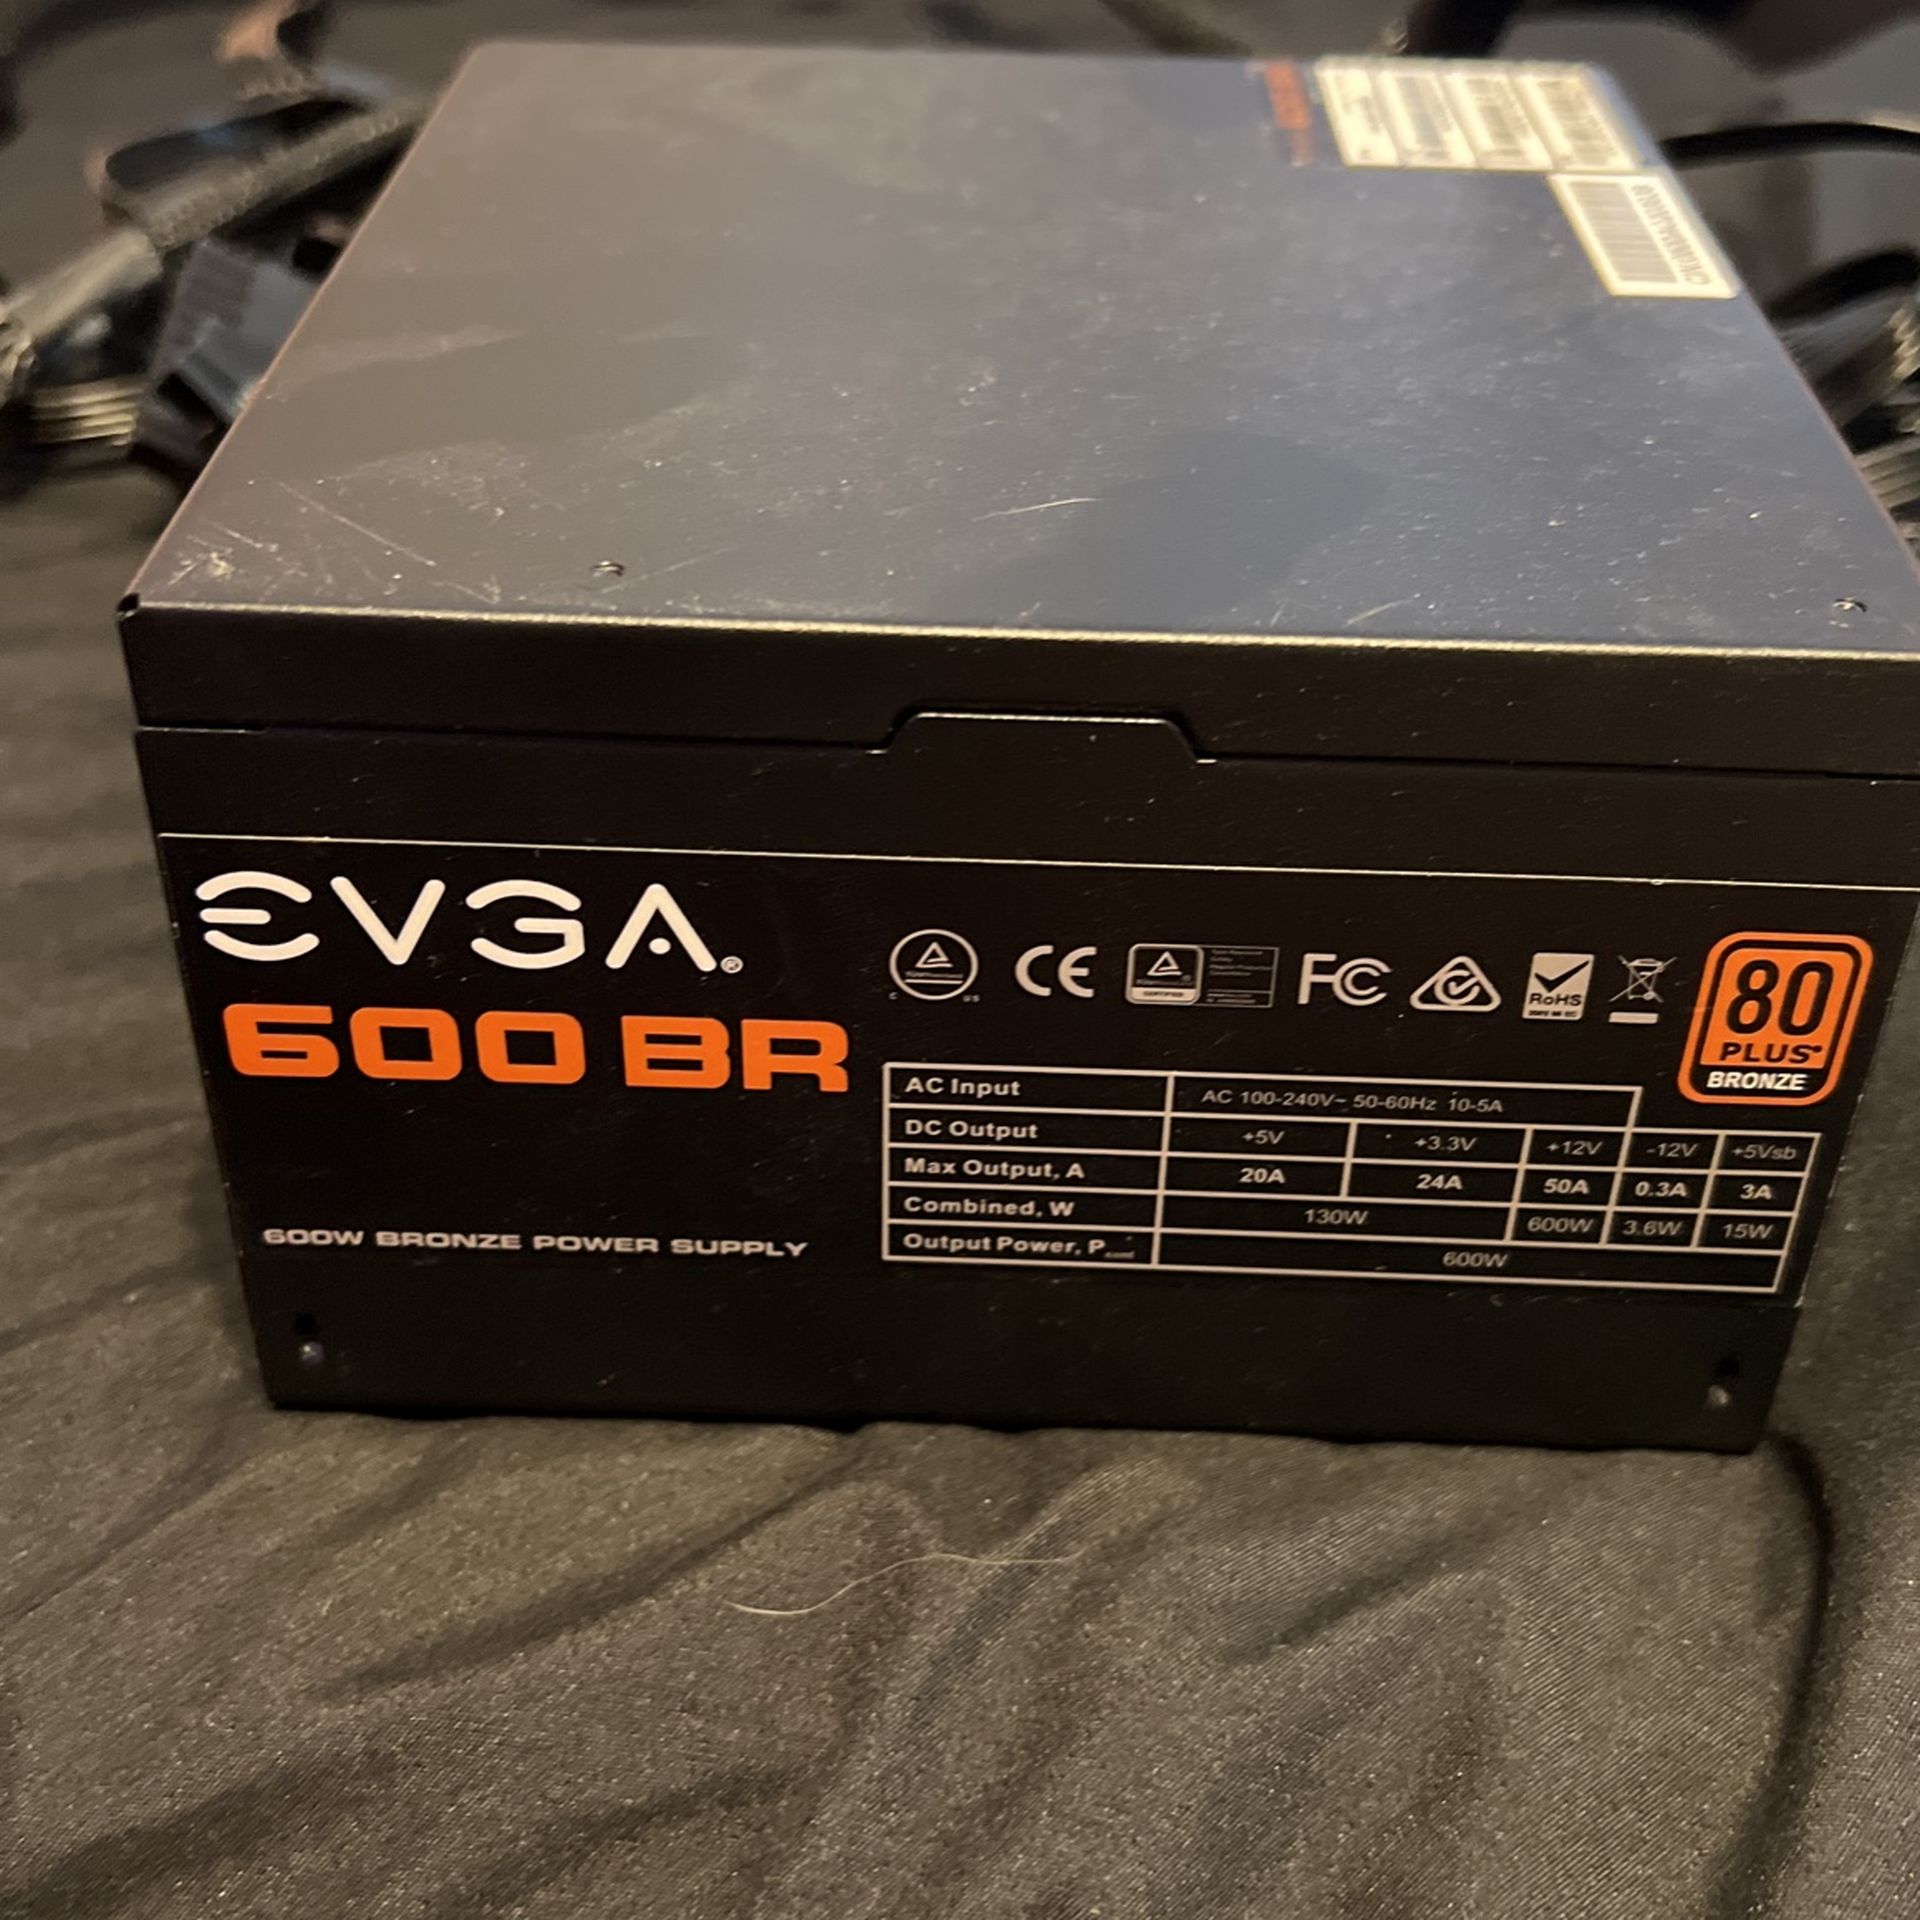 EVGA®
600 BR
600W BRONZE POWER SUPPLY
CE
FC
RoHS
80
PLUS
BRONZE
AC Input AC 100-240V~ 50-60Hz 10-5A
DC Output +5V +3.3V +12V -12V +5Vsb
Max Output, A 20A 24A 50A 0.3A 3A
Combined, W 130W 600W 3.6W 15W
Output Power, P 600W